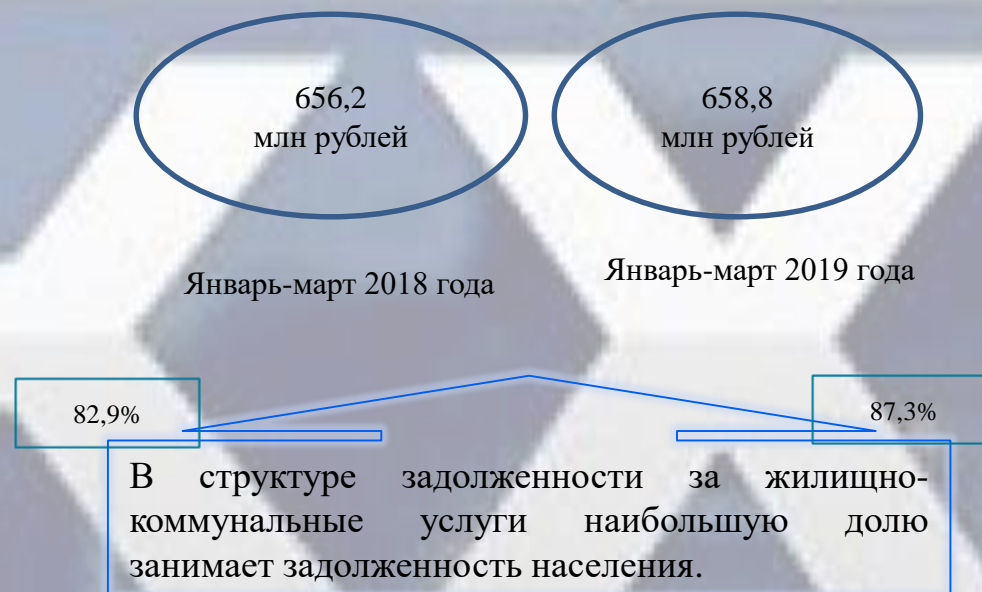 656,2
млн рублей
658,8
млн рублей
Январь-март 2018 года
Январь-март 2019 года
82,9%
87,3%
В структуре задолженности за жилищно-
коммунальные услуги наибольшую долю
занимает задолженность населения.